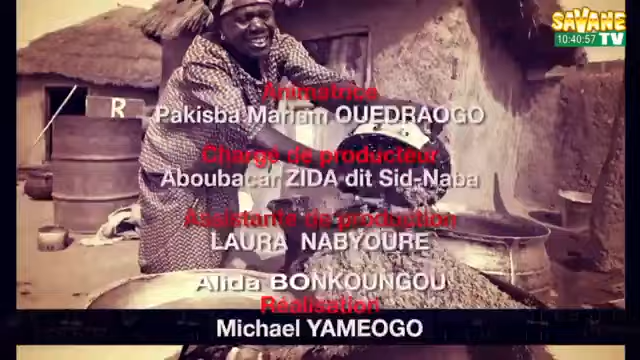 SAVANE
TV
10:40:57
R
Animatrice
Pakisba Mariam OUEDRAOGO
Chargé de producteur
Aboubacar ZIDA dit Sid-Naba
Assistante de production
LAURA NABYOURE
Alida BONKOUNGOU
Réalisation
Michael YAMEOGO